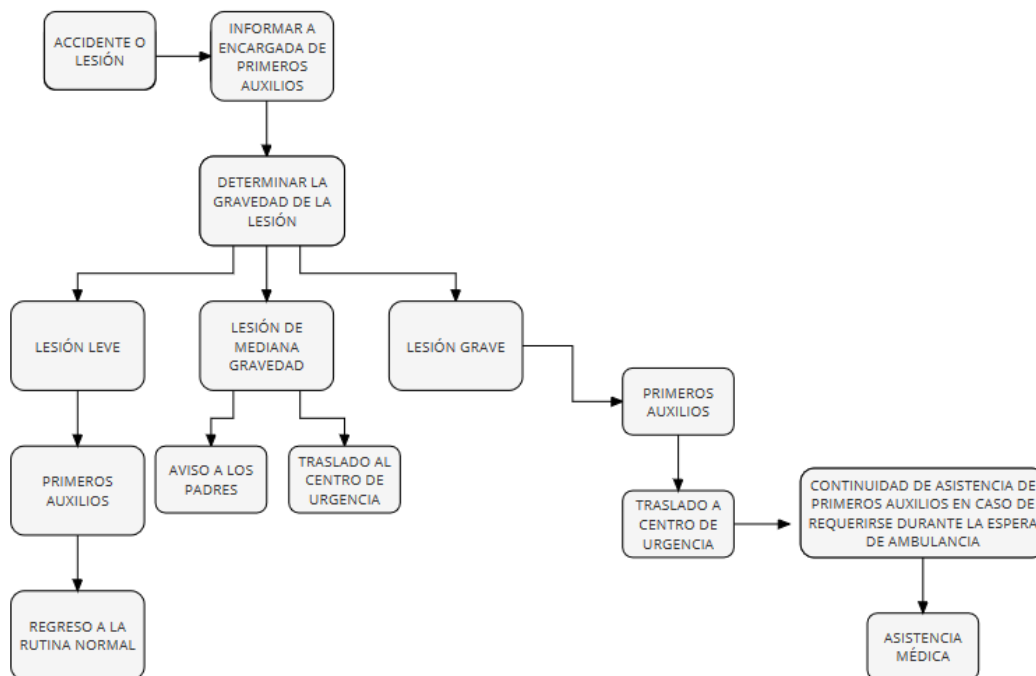 ACCIDENTE O
LESIÓN
INFORMAR A
ENCARGADA DE
PRIMEROS
AUXILIOS
DETERMINAR LA
GRAVEDAD DE LA
LESIÓN
LESIÓN LEVE
LESIÓN DE
MEDIANA
GRAVEDAD
LESIÓN GRAVE
PRIMEROS
AUXILIOS
AVISO A LOS
PADRES
TRASLADO AL
CENTRO DE
URGENCIA
PRIMEROS
AUXILIOS
TRASLADO A
CENTRO DE
URGENCIA
CONTINUIDAD DE ASISTENCIA DE
PRIMEROS AUXILIOS EN CASO DE
REQUERIRSE DURANTE LA ESPERA
DE AMBULANCIA
REGRESO A LA
RUTINA NORMAL
ASISTENCIA
MÉDICA